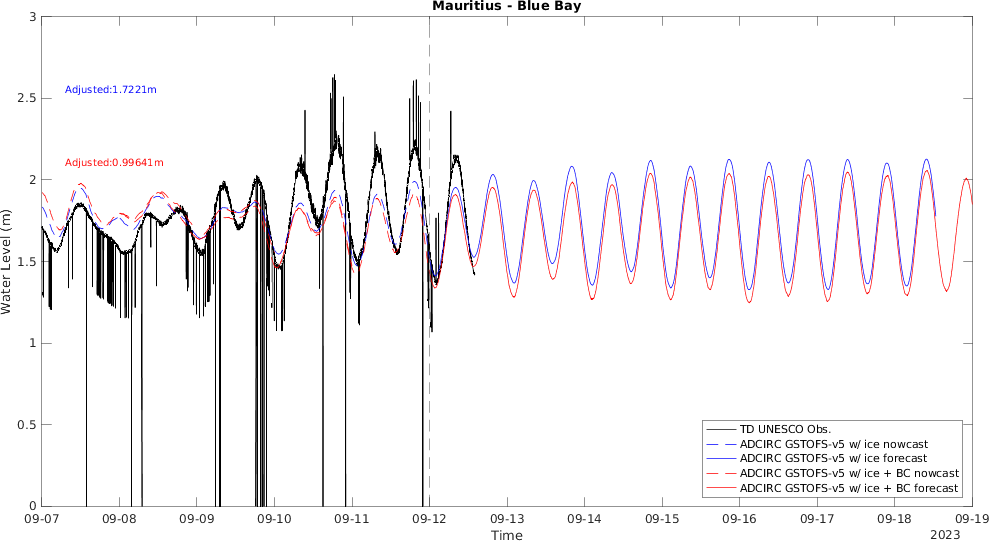 Mauritius - Blue Bay
3
2.5
2
1.5
1
0.5
0
Water Level (m)
Adjusted:1.7221m
Adjusted:0.99641m
TD UNESCO Obs.
ADCIRC GSTOFS-v5 w/ ice nowcast
ADCIRC GSTOFS-v5 w/ ice forecast
ADCIRC GSTOFS-v5 w/ ice + BC nowcast
ADCIRC GSTOFS-v5 w/ ice + BC forecast
09-07 09-08 09-09 09-10 09-11 09-12 09-13 09-14 09-15 09-16 09-17 09-18 09-19
Time
2023